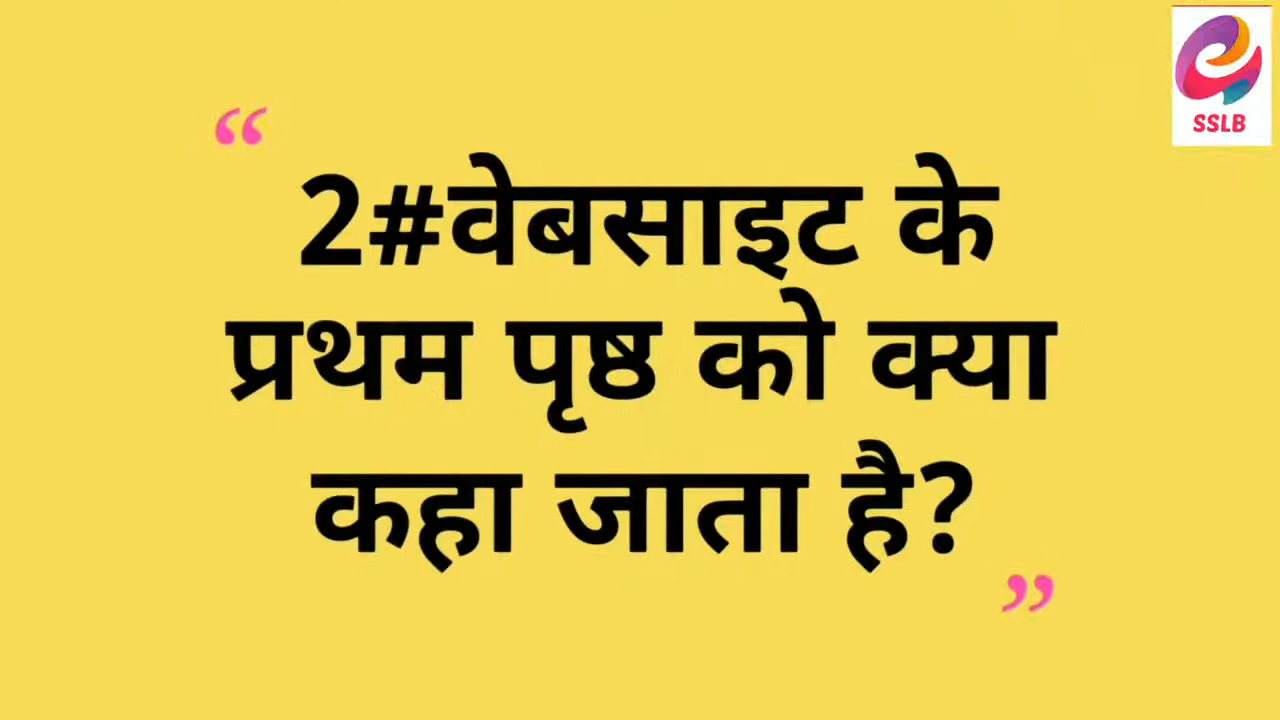 SSLB
“
2#वेबसाइट के
प्रथम पृष्ठ को क्या
कहा जाता है?
”